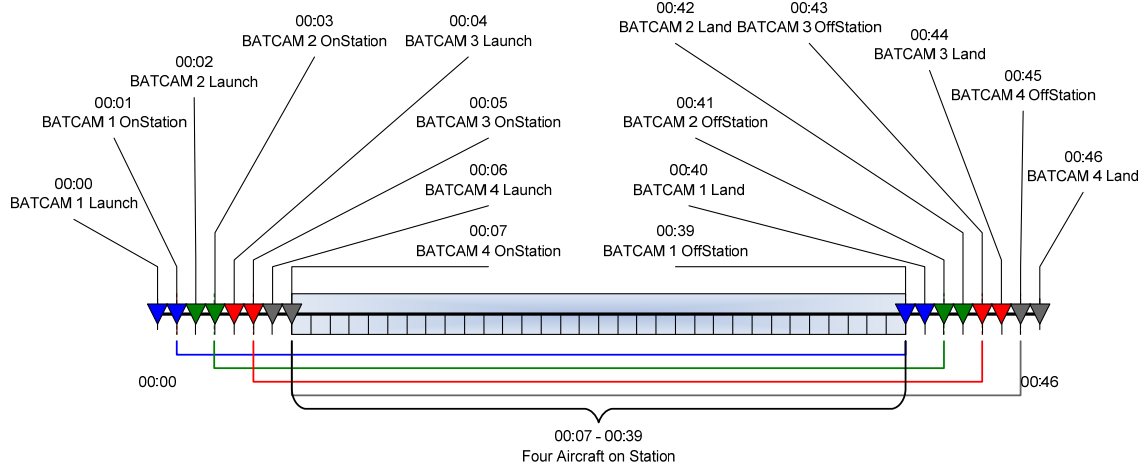 00:00
BATCAM 1 Launch
00:01
BATCAM 1 OnStation
00:02
BATCAM 2 Launch
00:03
BATCAM 2 OnStation
00:04
BATCAM 3 Launch
00:05
BATCAM 3 OnStation
00:06
BATCAM 4 Launch
00:07
BATCAM 4 OnStation
00:39
BATCAM 1 OffStation
00:40
BATCAM 1 Land
00:41
BATCAM 2 OffStation
00:42
BATCAM 2 Land
00:43
BATCAM 3 OffStation
00:44
BATCAM 3 Land
00:45
BATCAM 4 OffStation
00:46
BATCAM 4 Land
00:00
00:46
00:07 - 00:39
Four Aircraft on Station